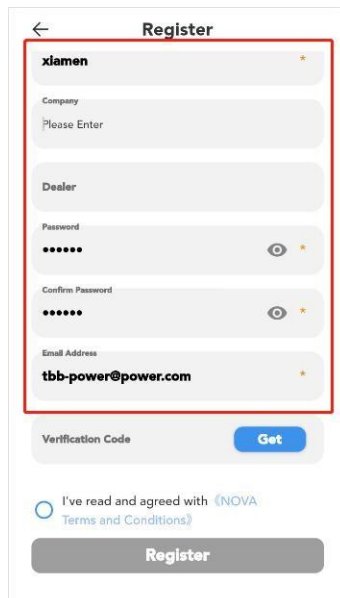 Register
xiamen *
Company
Please Enter
Dealer
Password
•••••• *
Confirm Password
•••••• *
Email Address
tbb-power@power.com *
Verification Code Get
I've read and agreed with 《NOVA
Terms and Conditions》
Register